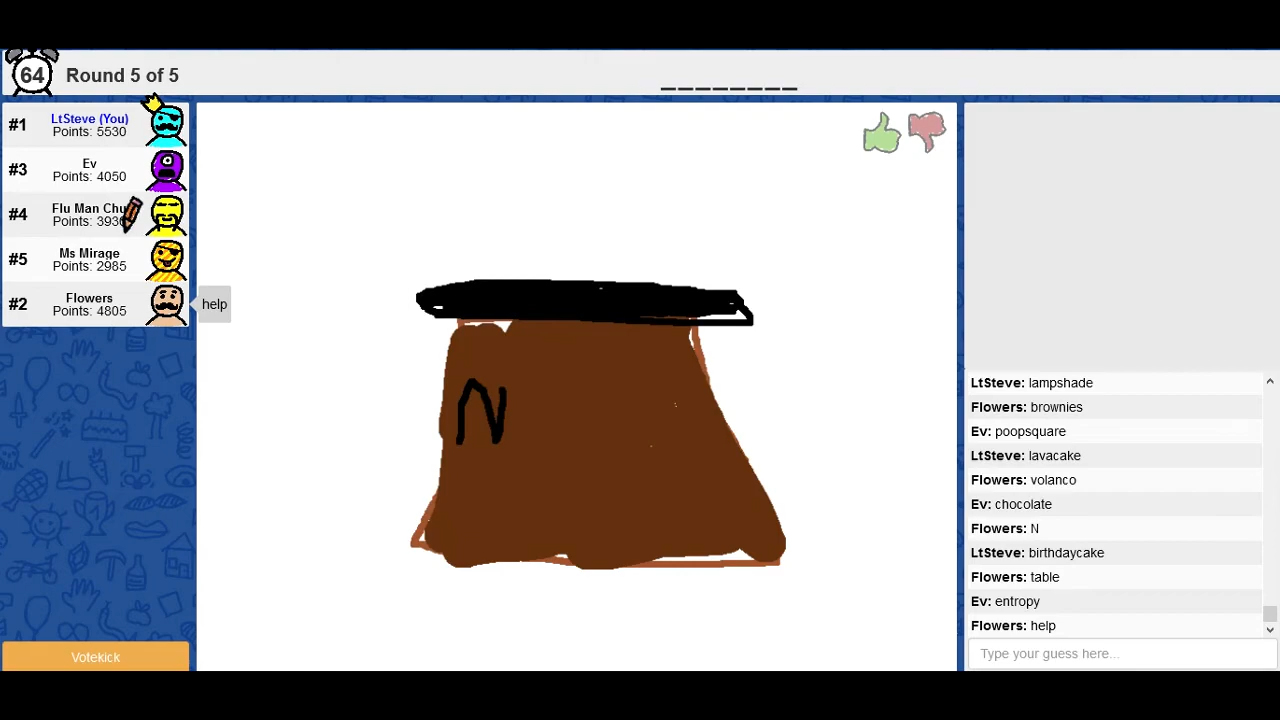 64
Round 5 of 5
_ _ _ _ _ _ _ _ _
#1
LtSteve (You)
Points: 5530
#3
Ev
Points: 4050
#4
Flu Man Chu
Points: 3930
#5
Ms Mirage
Points: 2985
#2
Flowers
Points: 4805
help
N
LtSteve: lampshade
Flowers: brownies
Ev: poopsquare
LtSteve: lavacake
Flowers: volanco
Ev: chocolate
Flowers: N
LtSteve: birthdaycake
Flowers: table
Ev: entropy
Flowers: help
Type your guess here...
Votekick